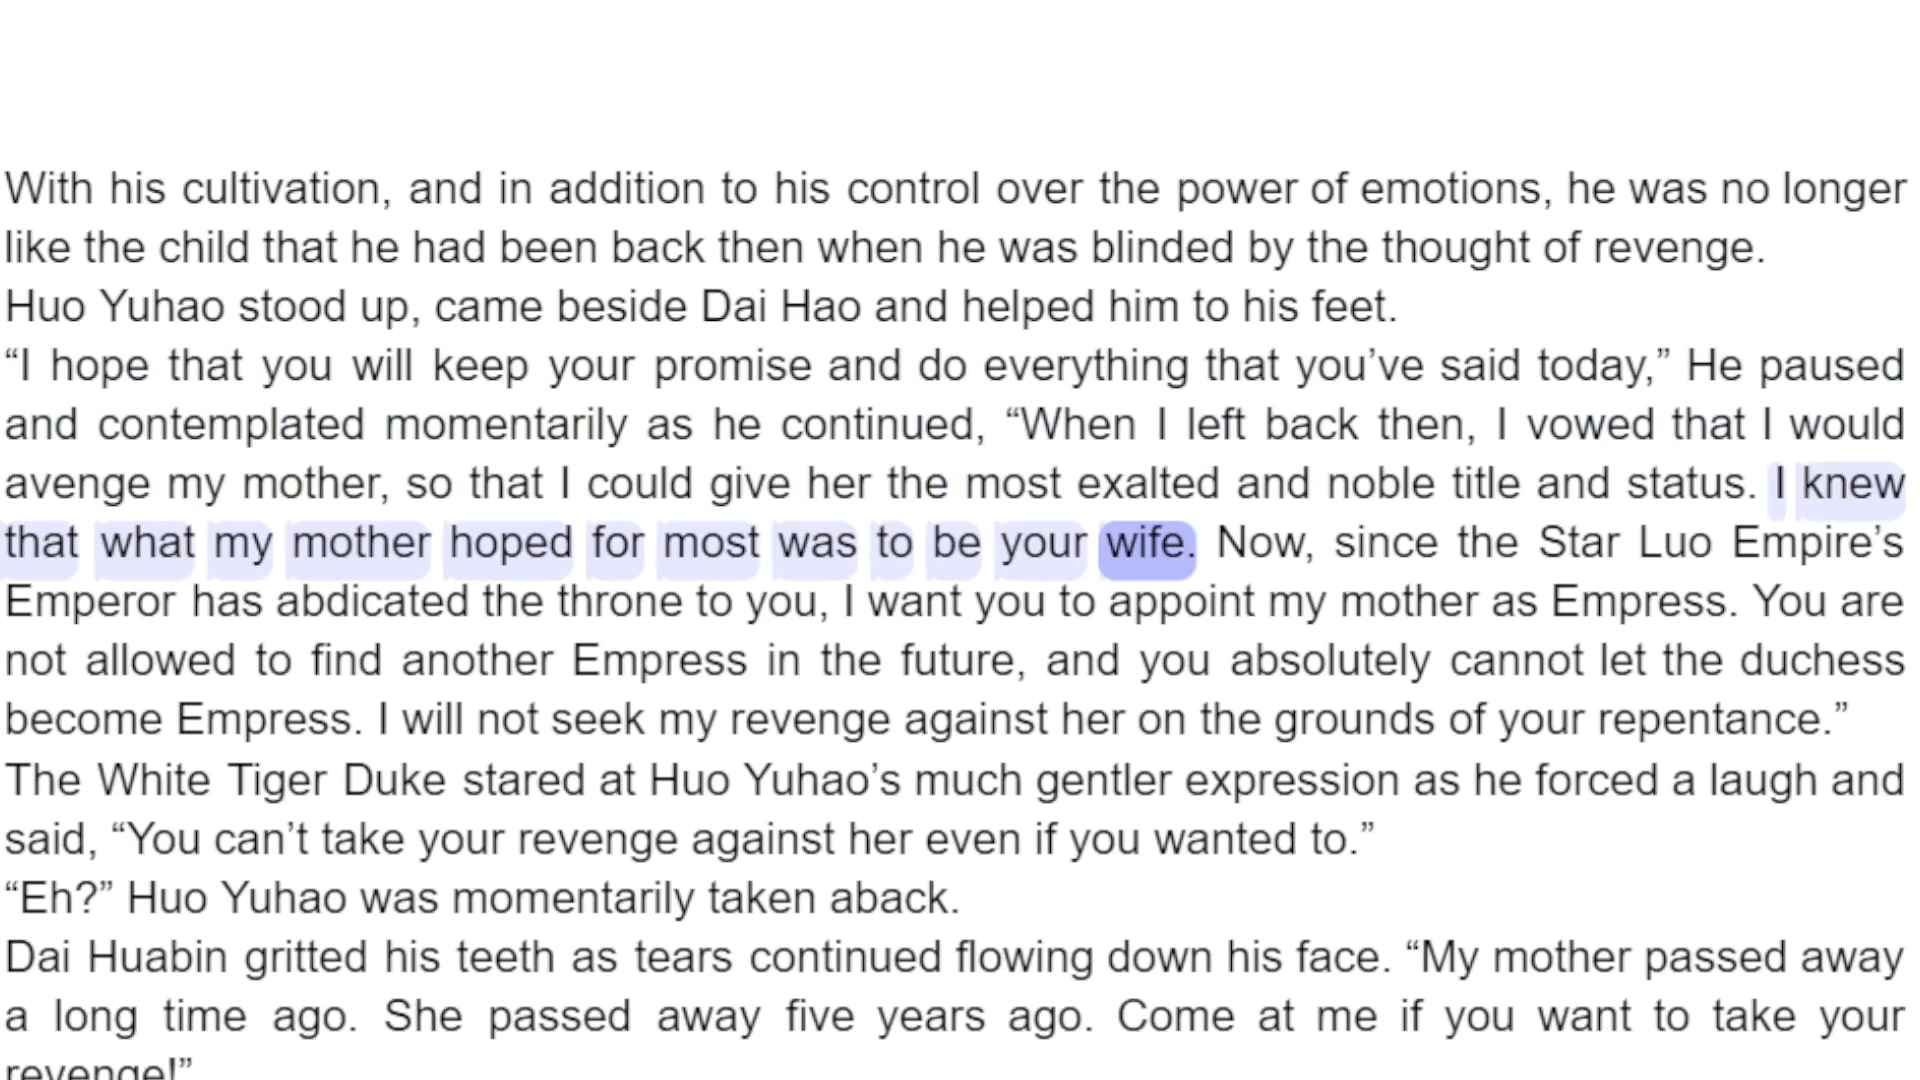 With his cultivation, and in addition to his control over the power of emotions, he was no longer
like the child that he had been back then when he was blinded by the thought of revenge.
Huo Yuhao stood up, came beside Dai Hao and helped him to his feet.
“I hope that you will keep your promise and do everything that you’ve said today,” He paused
and contemplated momentarily as he continued, “When I left back then, I vowed that I would
avenge my mother, so that I could give her the most exalted and noble title and status. I knew
that what my mother hoped for most was to be your wife. Now, since the Star Luo Empire’s
Emperor has abdicated the throne to you, I want you to appoint my mother as Empress. You are
not allowed to find another Empress in the future, and you absolutely cannot let the duchess
become Empress. I will not seek my revenge against her on the grounds of your repentance.”
The White Tiger Duke stared at Huo Yuhao’s much gentler expression as he forced a laugh and
said, “You can’t take your revenge against her even if you wanted to.”
“Eh?” Huo Yuhao was momentarily taken aback.
Dai Huabin gritted his teeth as tears continued flowing down his face. “My mother passed away
a long time ago. She passed away five years ago. Come at me if you want to take your
revenge!”